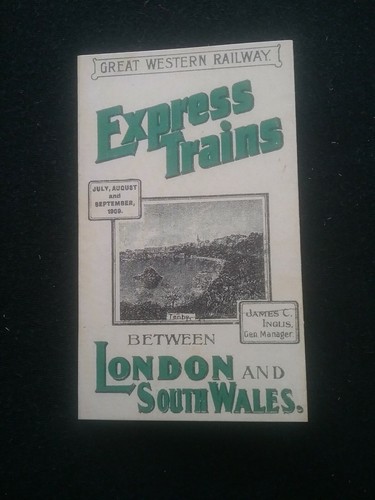 GREAT WESTERN RAILWAY.
Express
Trains
JULY, AUGUST
and
SEPTEMBER,
1909.
Tenby.
JAMES C.
INGLIS,
Gen Manager
BETWEEN
LONDON AND
SOUTH WALES.